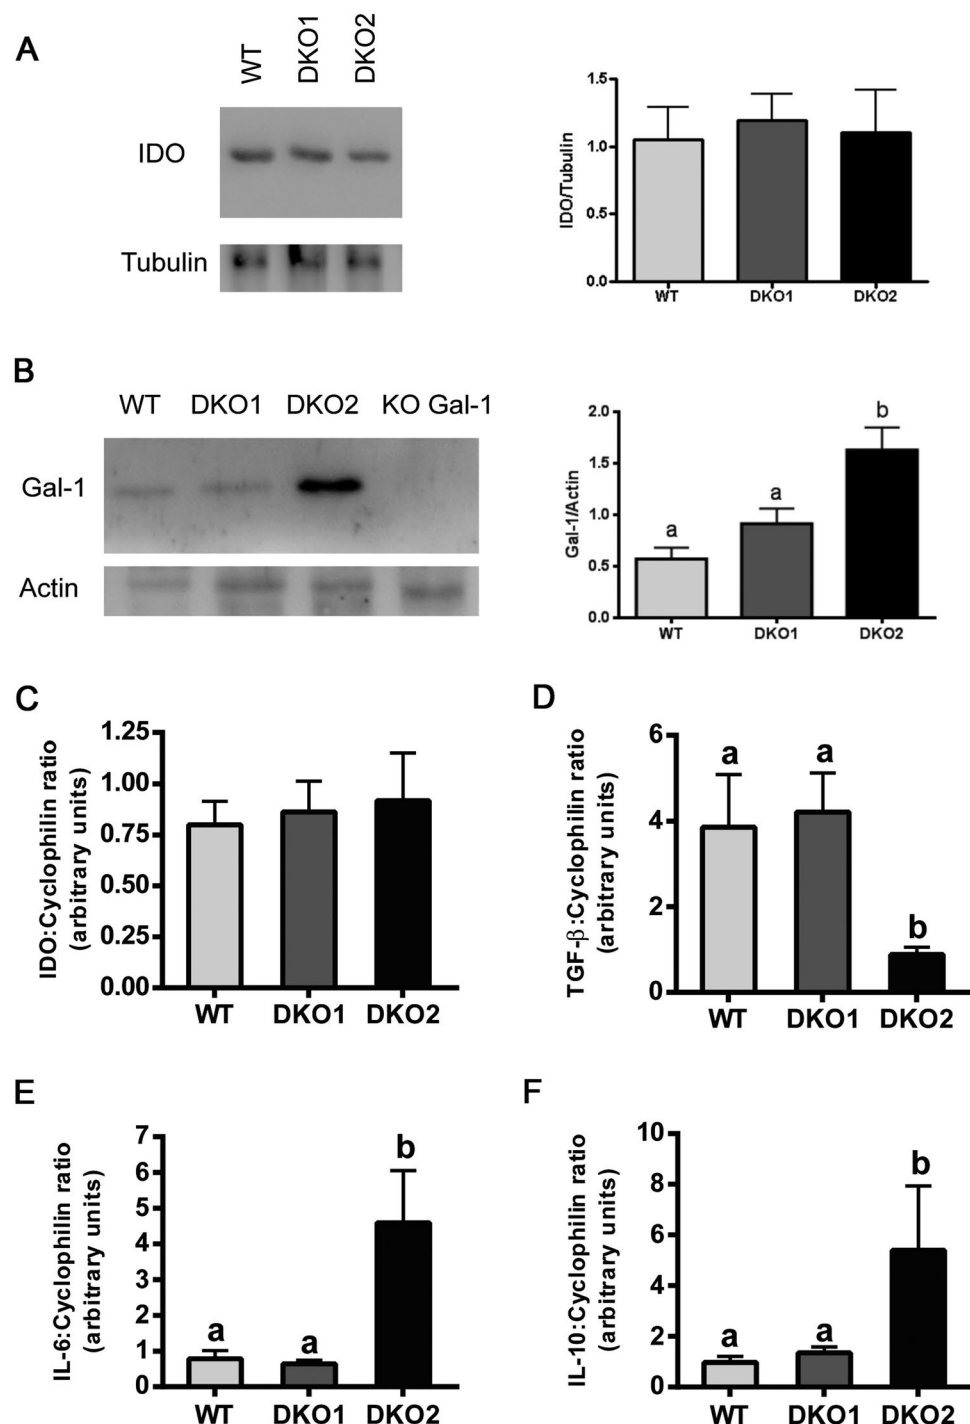 A
WT
DKO1
DKO2
IDO
Tubulin
IDO/Tubulin
1.5
1.0
0.5
0.0
WT
DKO1
DKO2
B
WT
DKO1
DKO2
KO Gal-1
Gal-1
Actin
Gal-1/Actin
2.0
1.5
1.0
0.5
0.0
a
a
b
WT
DKO1
DKO2
C
IDO:Cyclophilin ratio
(arbitrary units)
1.25
1.00
0.75
0.50
0.25
0.00
WT
DKO1
DKO2
D
TGF-β:Cyclophilin ratio
(arbitrary units)
6
4
2
0
a
a
b
WT
DKO1
DKO2
E
IL-6:Cyclophilin ratio
(arbitrary units)
7
6
5
4
3
2
1
0
a
a
b
WT
DKO1
DKO2
F
IL-10:Cyclophilin ratio
(arbitrary units)
10
8
6
4
2
0
a
a
b
WT
DKO1
DKO2